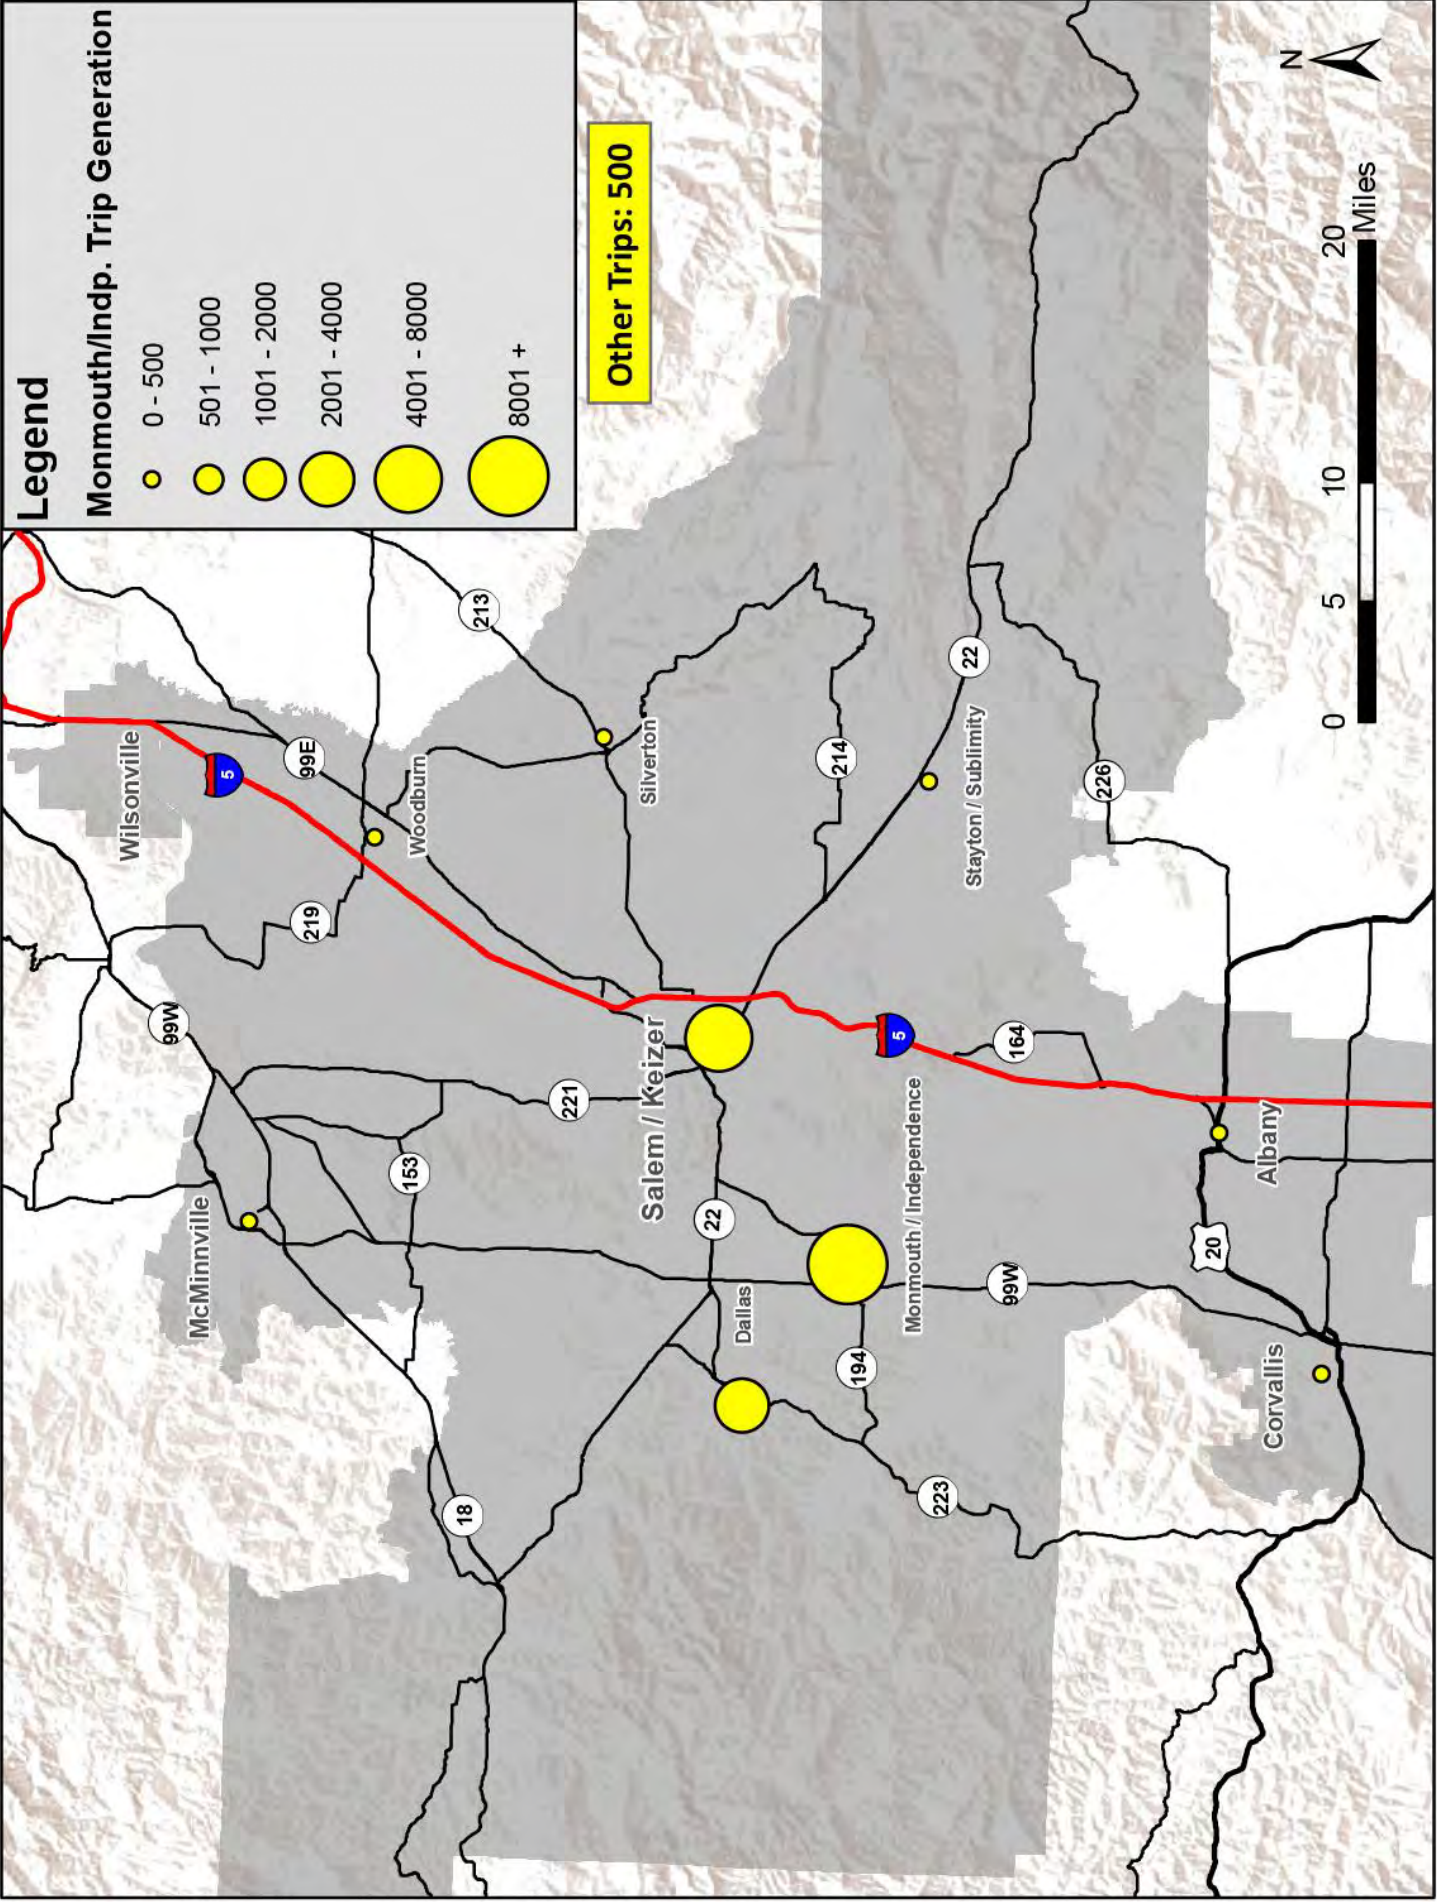 Legend
Monmouth/Indp. Trip Generation
0 - 500
501 - 1000
1001 - 2000
2001 - 4000
4001 - 8000
8001 +
Other Trips: 500
N
Wilsonville
5
99E
213
Woodburn
219
Silverton
99W
McMinnville
221
153
214
22
Stayton / Sublimity
226
Salem / Keizer
22
5
164
Dallas
Monmouth / Independence
18
194
99W
223
20
Albany
Corvallis
0 5 10 20
Miles